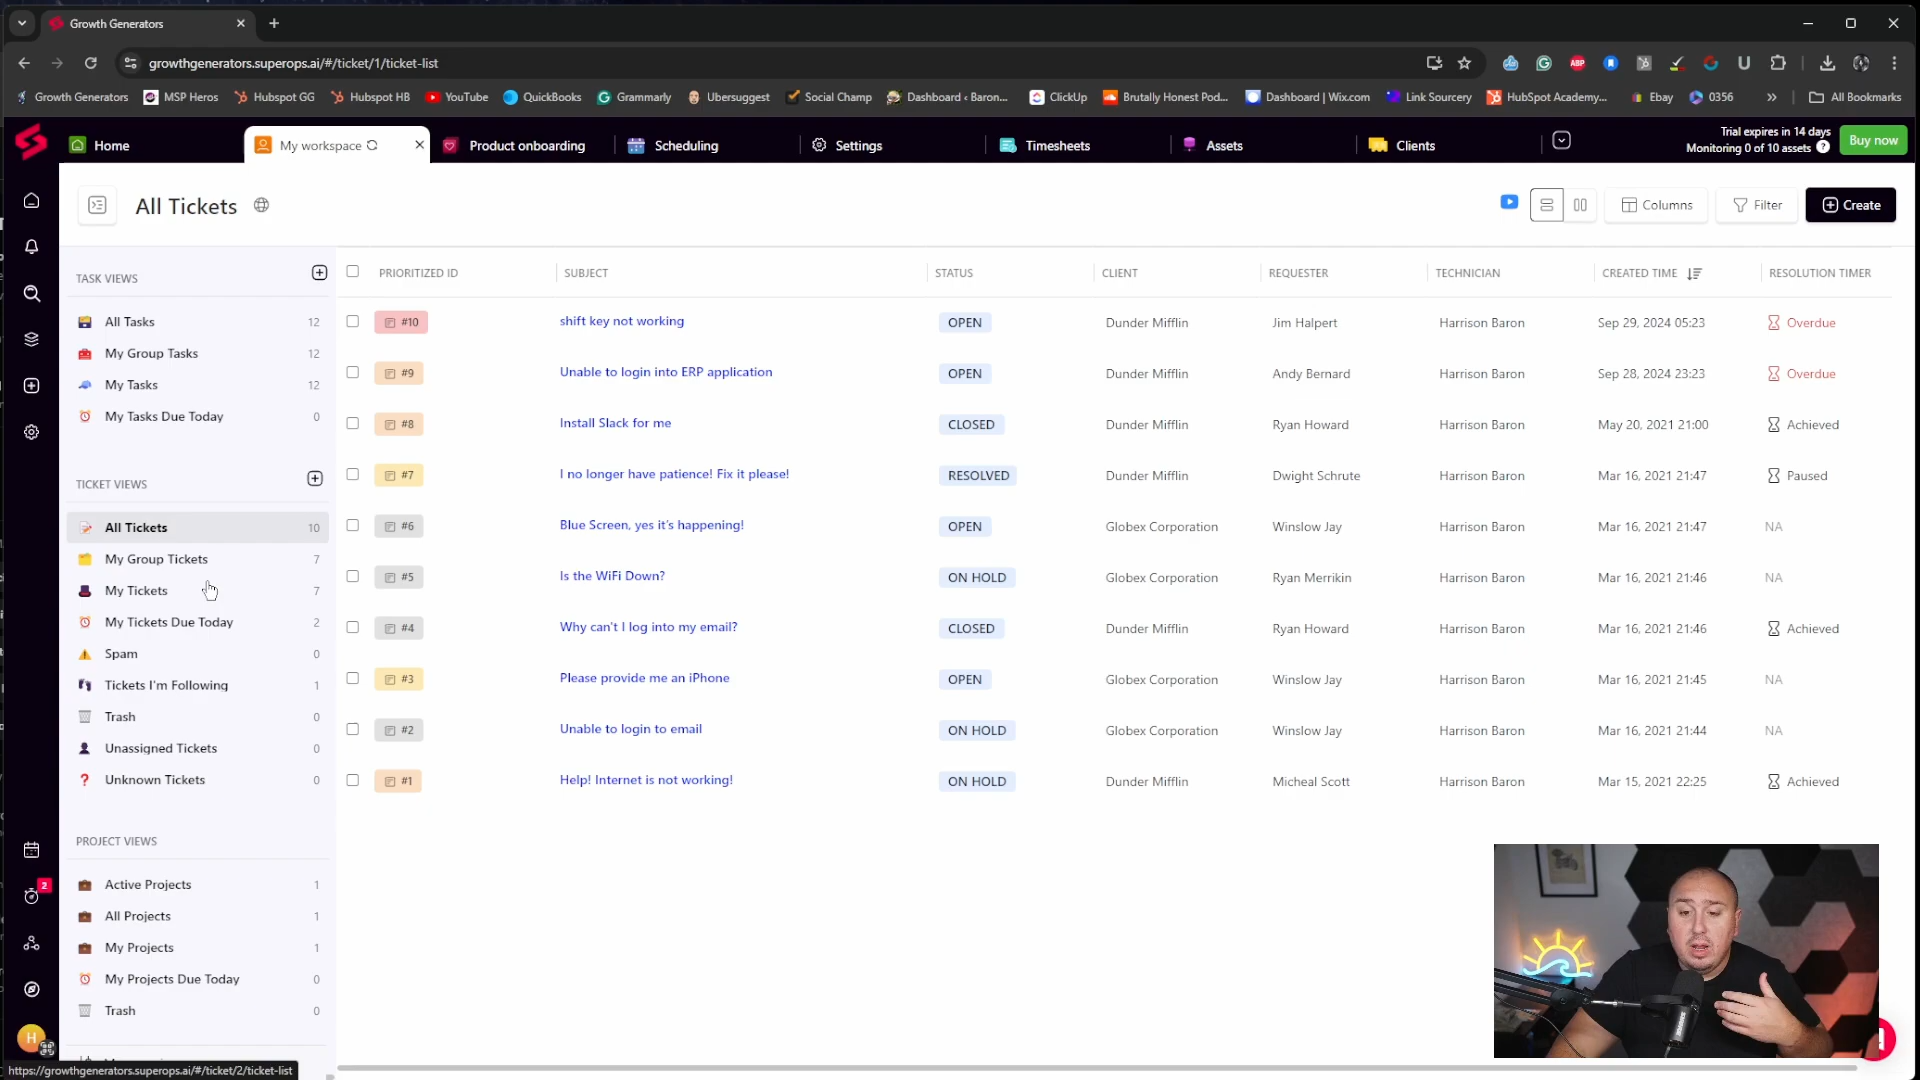 Growth Generators
growthgenerators.superops.ai/#/ticket/1/ticket-list
Growth Generators MSP Heros Hubspot GG Hubspot HB YouTube QuickBooks Grammarly Ubersuggest Social Champ Dashboard ‹ Baron... ClickUp Brutally Honest Pod... Dashboard | Wix.com Link Sourcery HubSpot Academy... Ebay 0356 » All Bookmarks
Home My workspace Product onboarding Scheduling Settings Timesheets Assets Clients
Trial expires in 14 days
Monitoring 0 of 10 assets
Buy now
All Tickets
Columns Filter Create
TASK VIEWS
All Tasks 12
My Group Tasks 12
My Tasks 12
My Tasks Due Today 0
TICKET VIEWS
All Tickets 10
My Group Tickets 7
My Tickets 7
My Tickets Due Today 2
Spam 0
Tickets I'm Following 1
Trash 0
Unassigned Tickets 0
Unknown Tickets 0
PROJECT VIEWS
Active Projects 1
All Projects 1
My Projects 1
My Projects Due Today 0
Trash 0
PRIORITIZED ID SUBJECT STATUS CLIENT REQUESTER TECHNICIAN CREATED TIME RESOLUTION TIMER
#10 shift key not working OPEN Dunder Mifflin Jim Halpert Harrison Baron Sep 29, 2024 05:23 Overdue
#9 Unable to login into ERP application OPEN Dunder Mifflin Andy Bernard Harrison Baron Sep 28, 2024 23:23 Overdue
#8 Install Slack for me CLOSED Dunder Mifflin Ryan Howard Harrison Baron May 20, 2021 21:00 Achieved
#7 I no longer have patience! Fix it please! RESOLVED Dunder Mifflin Dwight Schrute Harrison Baron Mar 16, 2021 21:47 Paused
#6 Blue Screen, yes it's happening! OPEN Globex Corporation Winslow Jay Harrison Baron Mar 16, 2021 21:47 NA
#5 Is the WiFi Down? ON HOLD Globex Corporation Ryan Merrikin Harrison Baron Mar 16, 2021 21:46 NA
#4 Why can't I log into my email? CLOSED Dunder Mifflin Ryan Howard Harrison Baron Mar 16, 2021 21:46 Achieved
#3 Please provide me an iPhone OPEN Globex Corporation Winslow Jay Harrison Baron Mar 16, 2021 21:45 NA
#2 Unable to login to email ON HOLD Globex Corporation Winslow Jay Harrison Baron Mar 16, 2021 21:44 NA
#1 Help! Internet is not working! ON HOLD Dunder Mifflin Micheal Scott Harrison Baron Mar 15, 2021 22:25 Achieved
2
H
https://growthgenerators.superops.ai/#/ticket/2/ticket-list